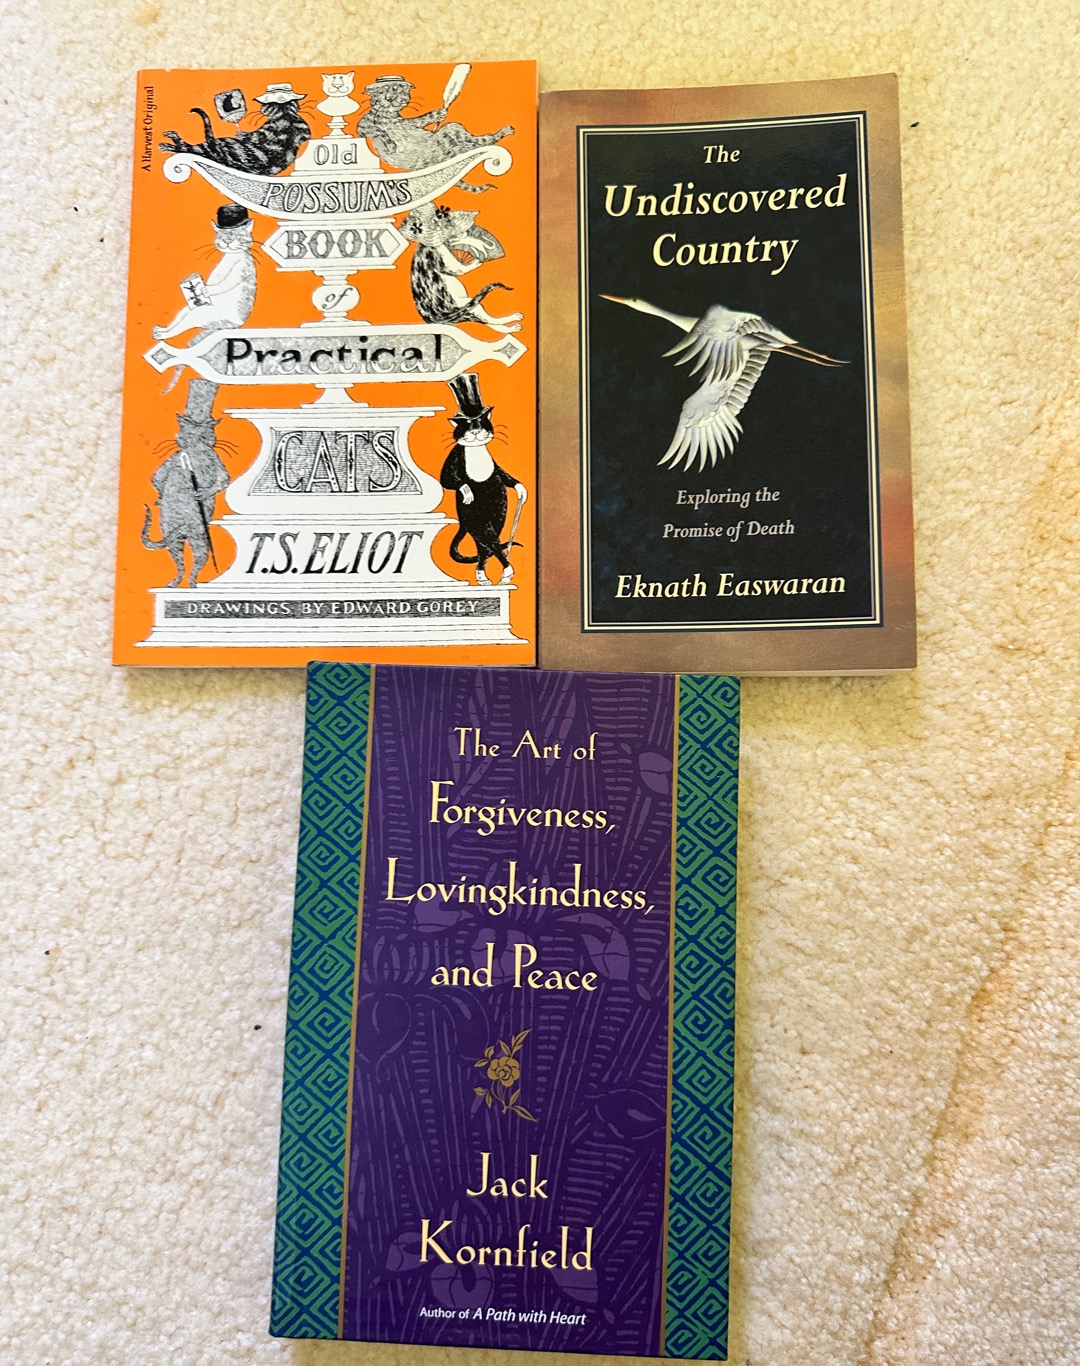 A Harvest Original
Old
POSSUM'S
BOOK
of
Practical
CATS
T.S. ELIOT
DRAWINGS BY EDWARD GOREY
The
Undiscovered
Country
Exploring the
Promise of Death
Eknath Easwaran
The Art of
Forgiveness,
Lovingkindness,
and Peace
Jack
Kornfield
Author of A Path with Heart